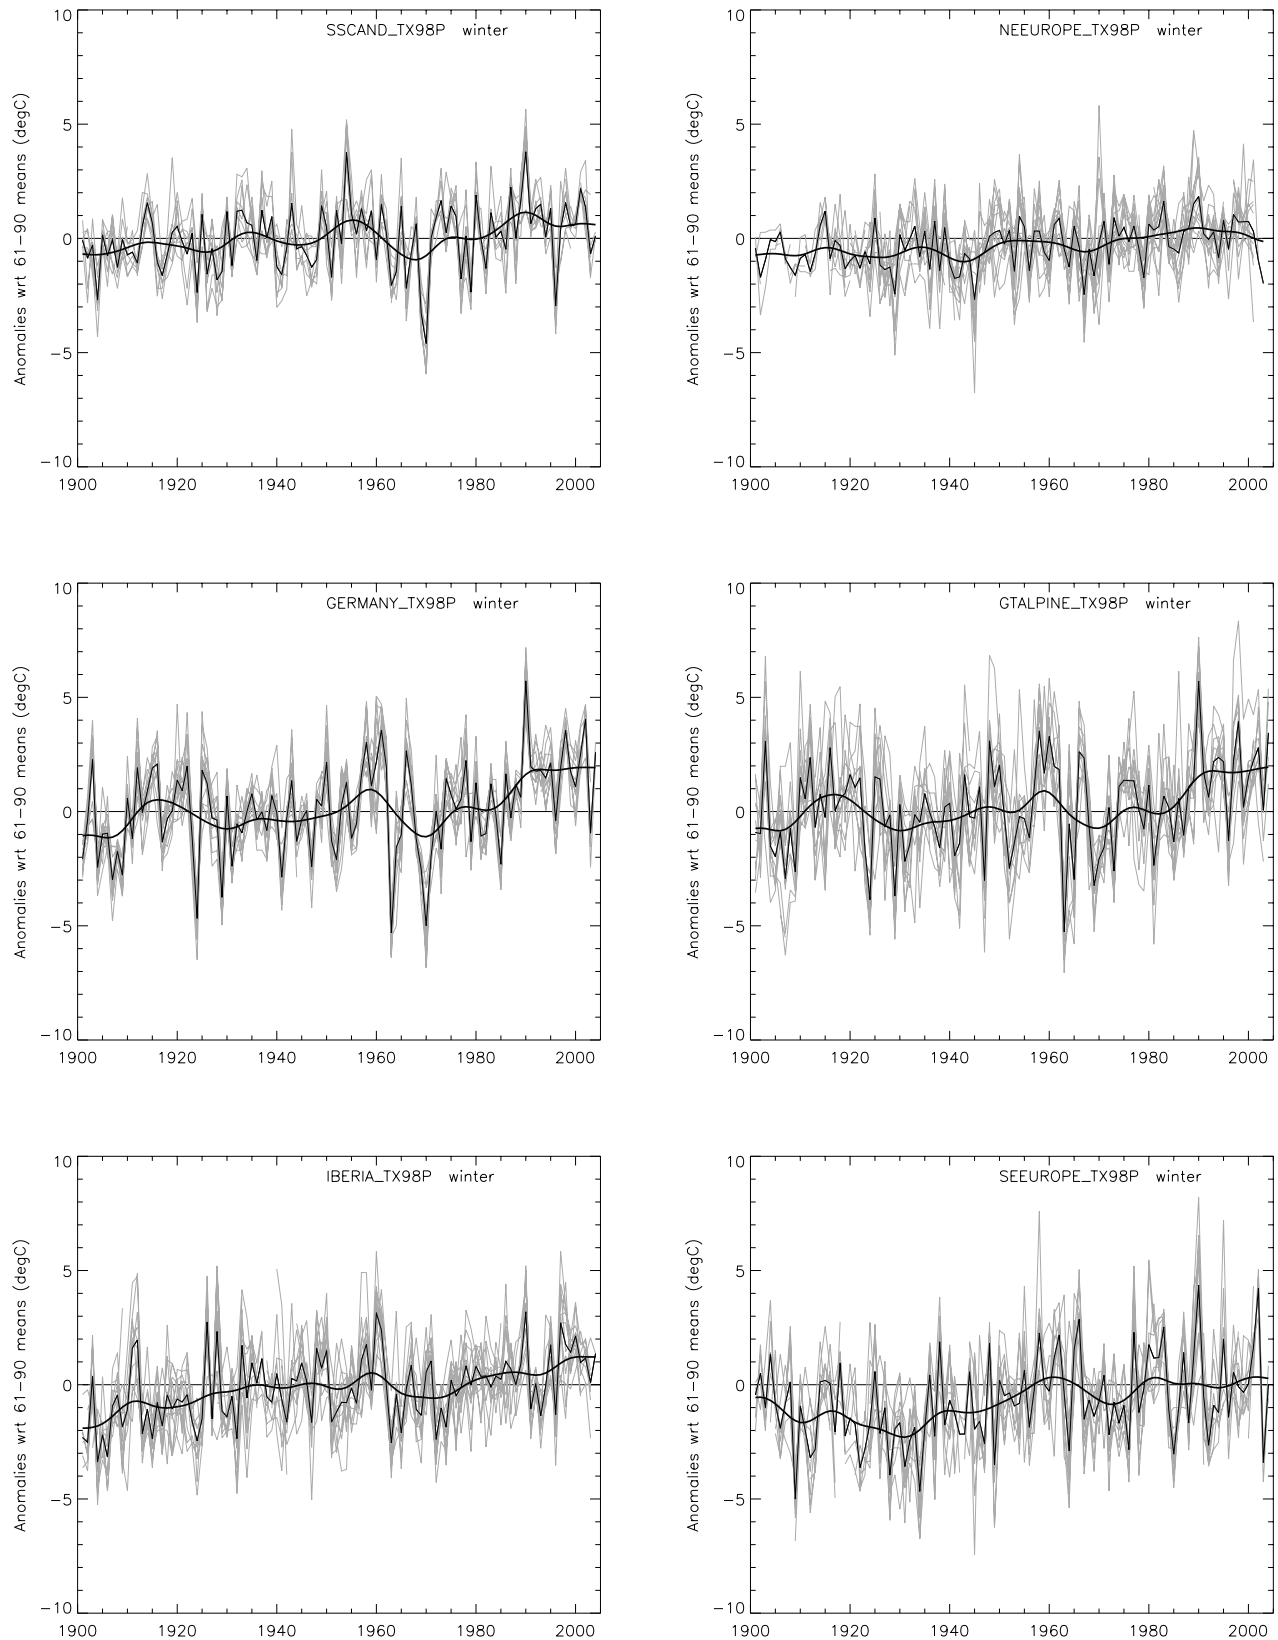 SSCAND_TX98P winter
Anomalies wrt 61−90 means (degC)
10
5
0
−5
−10
1900 1920 1940 1960 1980 2000
NEEUROPE_TX98P winter
Anomalies wrt 61−90 means (degC)
10
5
0
−5
−10
1900 1920 1940 1960 1980 2000
GERMANY_TX98P winter
Anomalies wrt 61−90 means (degC)
10
5
0
−5
−10
1900 1920 1940 1960 1980 2000
GTALPINE_TX98P winter
Anomalies wrt 61−90 means (degC)
10
5
0
−5
−10
1900 1920 1940 1960 1980 2000
IBERIA_TX98P winter
Anomalies wrt 61−90 means (degC)
10
5
0
−5
−10
1900 1920 1940 1960 1980 2000
SEEUROPE_TX98P winter
Anomalies wrt 61−90 means (degC)
10
5
0
−5
−10
1900 1920 1940 1960 1980 2000